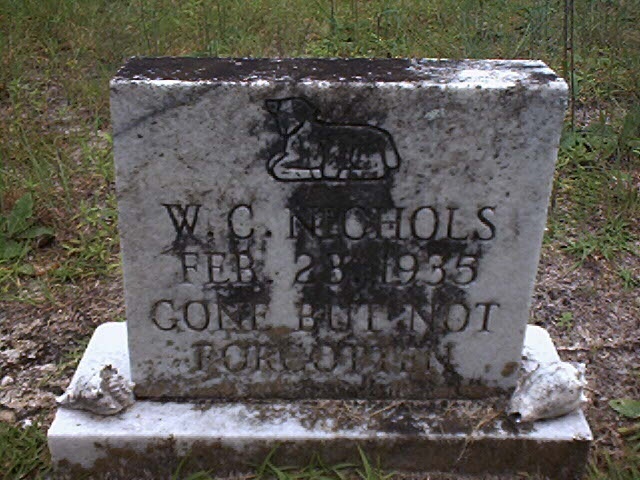 W. C. NICHOLS
FEB. 23, 1935
GONE BUT NOT
FORGOTTEN